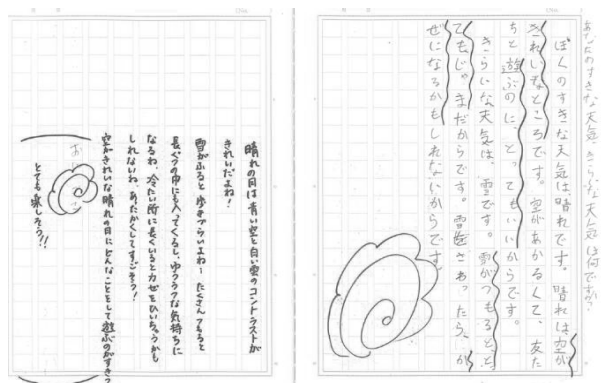 あなたのすきな天気、きらいな天気は何ですか？
ぼくのすきな天気は、晴れです。晴れは、空が
きれいなところです。空があかるくて、友だ
ちと遊ぶのに、とってもいいからです。
きらいな天気は、雪です。雪がつもると、と
てもじゃまだからです。雪をさわったら、か
ぜになるかもしれないからです。
晴れの日は青い空と白い雲のコントラストが
きれいだよね！
雪がふると歩きづらいよね… たくさんつもると
長ぐつの中にも入ってくるし、ゆううつな気持ちに
なるね。冷たい所に長くいるとカゼをひいちゃうかも
しれないね。あたたかくしてすごそう！
空がきれいな晴れの日にどんなことをして遊ぶのがすき？
とても楽しそう！！